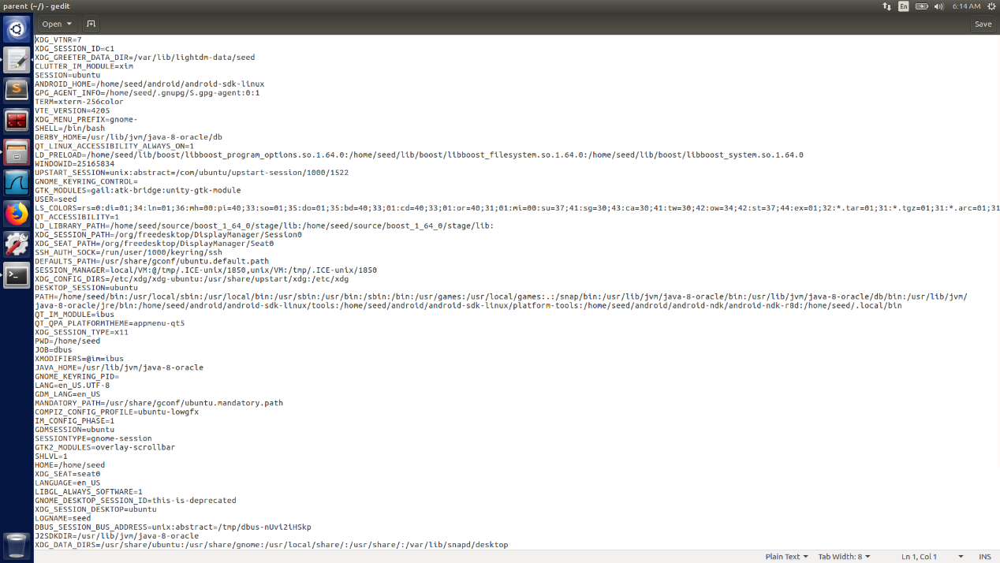 parent (~/) - gedit
En
6:14 AM
Open
Save
XDG_VTNR=7
XDG_SESSION_ID=c1
XDG_GREETER_DATA_DIR=/var/lib/lightdm-data/seed
CLUTTER_IM_MODULE=xim
SESSION=ubuntu
ANDROID_HOME=/home/seed/android/android-sdk-linux
GPG_AGENT_INFO=/home/seed/.gnupg/S.gpg-agent:0:1
TERM=xterm-256color
VTE_VERSION=4205
XDG_MENU_PREFIX=gnome-
SHELL=/bin/bash
DERBY_HOME=/usr/lib/jvm/java-8-oracle/db
QT_LINUX_ACCESSIBILITY_ALWAYS_ON=1
LD_PRELOAD=/home/seed/lib/boost/libboost_program_options.so.1.64.0:/home/seed/lib/boost/libboost_filesystem.so.1.64.0:/home/seed/lib/boost/libboost_system.so.1.64.0
WINDOWID=25165834
UPSTART_SESSION=unix:abstract=/com/ubuntu/upstart-session/1000/1522
GNOME_KEYRING_CONTROL=
GTK_MODULES=gail:atk-bridge:unity-gtk-module
USER=seed
LS_COLORS=rs=0:di=01;34:ln=01;36:mh=00:pi=40;33:so=01;35:do=01;35:bd=40;33;01:cd=40;33;01:or=40;31;01:mi=00:su=37;41:sg=30;43:ca=30;41:tw=30;42:ow=34;42:st=37;44:ex=01;32:*.tar=01;31:*.tgz=01;31:*.arc=01;31
QT_ACCESSIBILITY=1
LD_LIBRARY_PATH=/home/seed/source/boost_1_64_0/stage/lib:/home/seed/source/boost_1_64_0/stage/lib:
XDG_SESSION_PATH=/org/freedesktop/DisplayManager/Session0
XDG_SEAT_PATH=/org/freedesktop/DisplayManager/Seat0
SSH_AUTH_SOCK=/run/user/1000/keyring/ssh
DEFAULTS_PATH=/usr/share/gconf/ubuntu.default.path
SESSION_MANAGER=local/VM:@/tmp/.ICE-unix/1850,unix/VM:/tmp/.ICE-unix/1850
XDG_CONFIG_DIRS=/etc/xdg/xdg-ubuntu:/usr/share/upstart/xdg:/etc/xdg
DESKTOP_SESSION=ubuntu
PATH=/home/seed/bin:/usr/local/sbin:/usr/local/bin:/usr/sbin:/usr/bin:/sbin:/bin:/usr/games:/usr/local/games:.:/snap/bin:/usr/lib/jvm/java-8-oracle/bin:/usr/lib/jvm/java-8-oracle/db/bin:/usr/lib/jvm/
java-8-oracle/jre/bin:/home/seed/android/android-sdk-linux/tools:/home/seed/android/android-sdk-linux/platform-tools:/home/seed/android/android-ndk/android-ndk-r8d:/home/seed/.local/bin
QT_IM_MODULE=ibus
QT_QPA_PLATFORMTHEME=appmenu-qt5
XDG_SESSION_TYPE=x11
PWD=/home/seed
JOB=dbus
XMODIFIERS=@im=ibus
JAVA_HOME=/usr/lib/jvm/java-8-oracle
GNOME_KEYRING_PID=
LANG=en_US.UTF-8
GDM_LANG=en_US
MANDATORY_PATH=/usr/share/gconf/ubuntu.mandatory.path
COMPIZ_CONFIG_PROFILE=ubuntu-lowgfx
IM_CONFIG_PHASE=1
GDMSESSION=ubuntu
SESSIONTYPE=gnome-session
GTK2_MODULES=overlay-scrollbar
SHLVL=1
HOME=/home/seed
XDG_SEAT=seat0
LANGUAGE=en_US
LIBGL_ALWAYS_SOFTWARE=1
GNOME_DESKTOP_SESSION_ID=this-is-deprecated
XDG_SESSION_DESKTOP=ubuntu
LOGNAME=seed
DBUS_SESSION_BUS_ADDRESS=unix:abstract=/tmp/dbus-nUvi2iHSkp
J2SDKDIR=/usr/lib/jvm/java-8-oracle
XDG_DATA_DIRS=/usr/share/ubuntu:/usr/share/gnome:/usr/local/share/:/usr/share/:/var/lib/snapd/desktop
Plain Text
Tab Width: 8
Ln 1, Col 1
INS